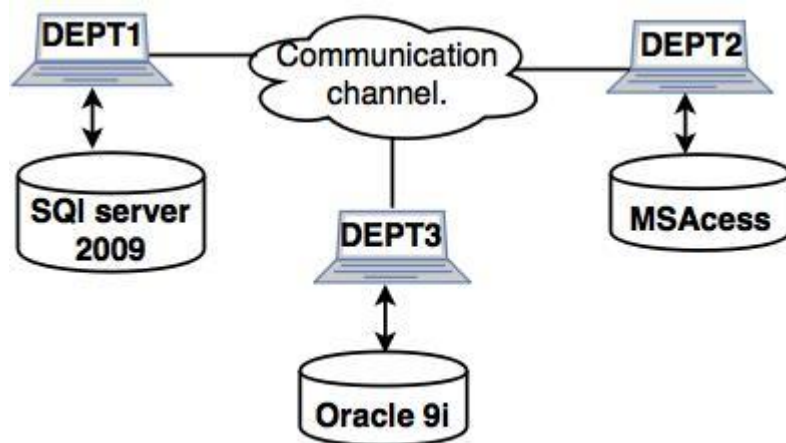 DEPT1
Communication
channel.
DEPT2
SQl server
2009
DEPT3
MSAcess
Oracle 9i